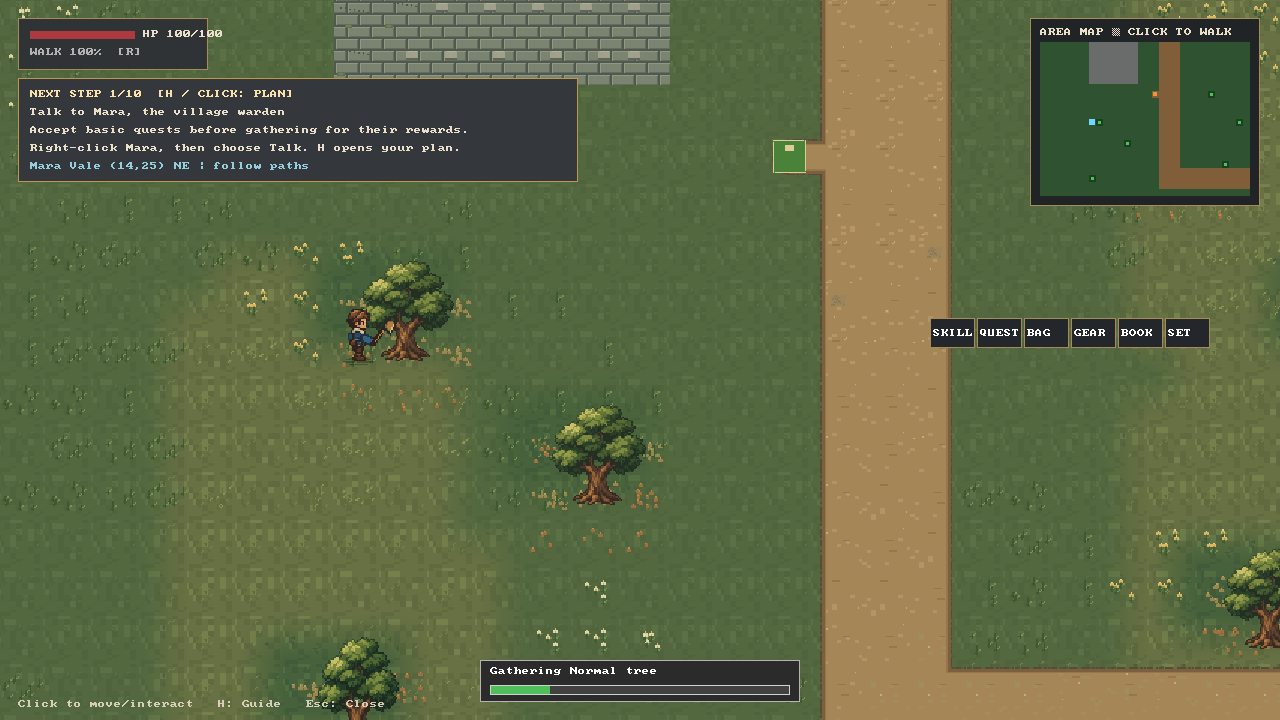 HP 100/100
WALK 100% [R]
NEXT STEP 1/10 [H / CLICK: PLAN]
Talk to Mara, the village warden
Accept basic quests before gathering for their rewards.
Right-click Mara, then choose Talk. H opens your plan.
Mara Vale (14,25) NE ¦ follow paths
AREA MAP ▒ CLICK TO WALK
SKILL QUEST BAG GEAR BOOK SET
Gathering Normal tree
Click to move/interact H: Guide Esc: Close